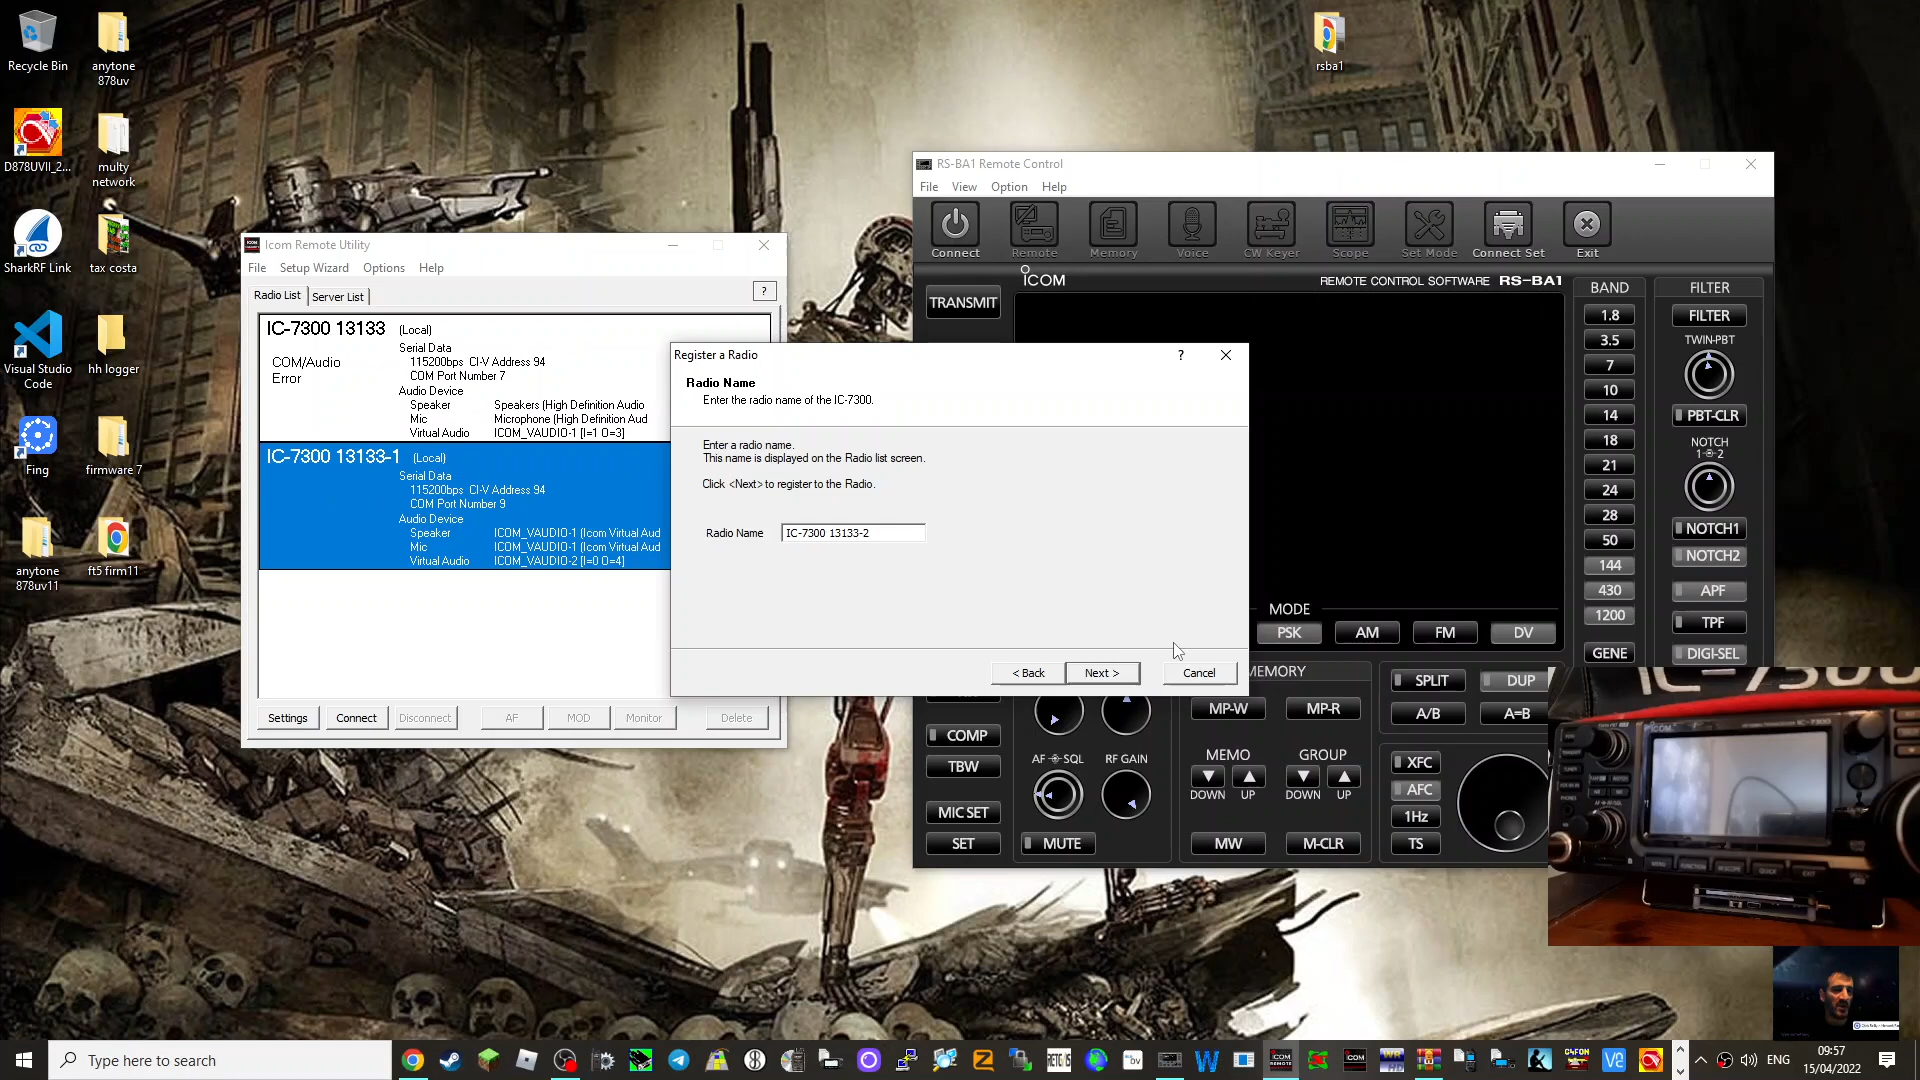 Recycle Bin
anytone
878uv
rsba1
D878UVII_2...
multy
network
SharkRF Link
tax costa
Visual Studio
Code
hh logger
Fing
firmware 7
anytone
878uv11
ft5 firm11
Icom Remote Utility
File Setup Wizard Options Help
Radio List
Server List
?
IC-7300 13133 (Local)
COM/Audio
Error
Serial Data
115200bps CI-V Address 94
COM Port Number 7
Audio Device
Speaker Speakers (High Definition Audio
Mic Microphone (High Definition Aud
Virtual Audio ICOM_VAUDIO-1 [I=1 O=3]
IC-7300 13133-1 (Local)
Serial Data
115200bps CI-V Address 94
COM Port Number 9
Audio Device
Speaker ICOM_VAUDIO-1 (Icom Virtual Aud
Mic ICOM_VAUDIO-1 (Icom Virtual Aud
Virtual Audio ICOM_VAUDIO-2 [I=0 O=4]
Settings Connect Disconnect AF MOD Monitor Delete
Register a Radio
?
Radio Name
Enter the radio name of the IC-7300.
Enter a radio name.
This name is displayed on the Radio list screen.
Click <Next> to register to the Radio.
Radio Name IC-7300 13133-2
< Back Next > Cancel
RS-BA1 Remote Control
File View Option Help
Connect Remote Memory Voice CW Keyer Scope Set Mode Connect Set Exit
ICOM
REMOTE CONTROL SOFTWARE RS-BA1
TRANSMIT
BAND
1.8
3.5
7
10
14
18
21
24
28
50
144
430
1200
GENE
FILTER
FILTER
TWIN-PBT
PBT-CLR
NOTCH
1 2
NOTCH1
NOTCH2
APF
TPF
DIGI-SEL
MODE
PSK AM FM DV
COMP
TBW
MIC SET
SET
AF SQL RF GAIN
MUTE
MEMORY
MP-W MP-R
MEMO GROUP
DOWN UP DOWN UP
MW M-CLR
SPLIT DUP
A/B A=B
XFC
AFC
1Hz
TS
Type here to search
ENG
09:57
15/04/2022